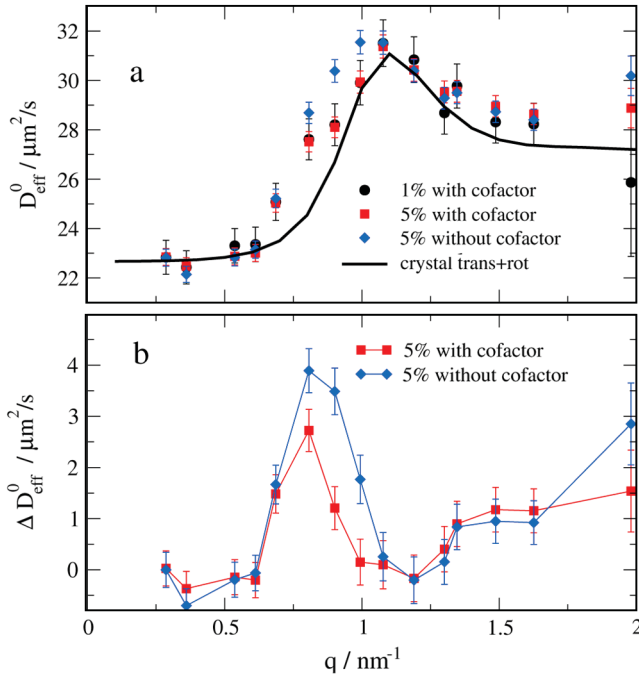 32
30
28
26
24
22
D⁰eff / μm²/s
a
1% with cofactor
5% with cofactor
5% without cofactor
crystal trans+rot
4
3
2
1
0
Δ D⁰eff / μm²/s
b
5% with cofactor
5% without cofactor
0 0.5 1 1.5 2
q / nm⁻¹